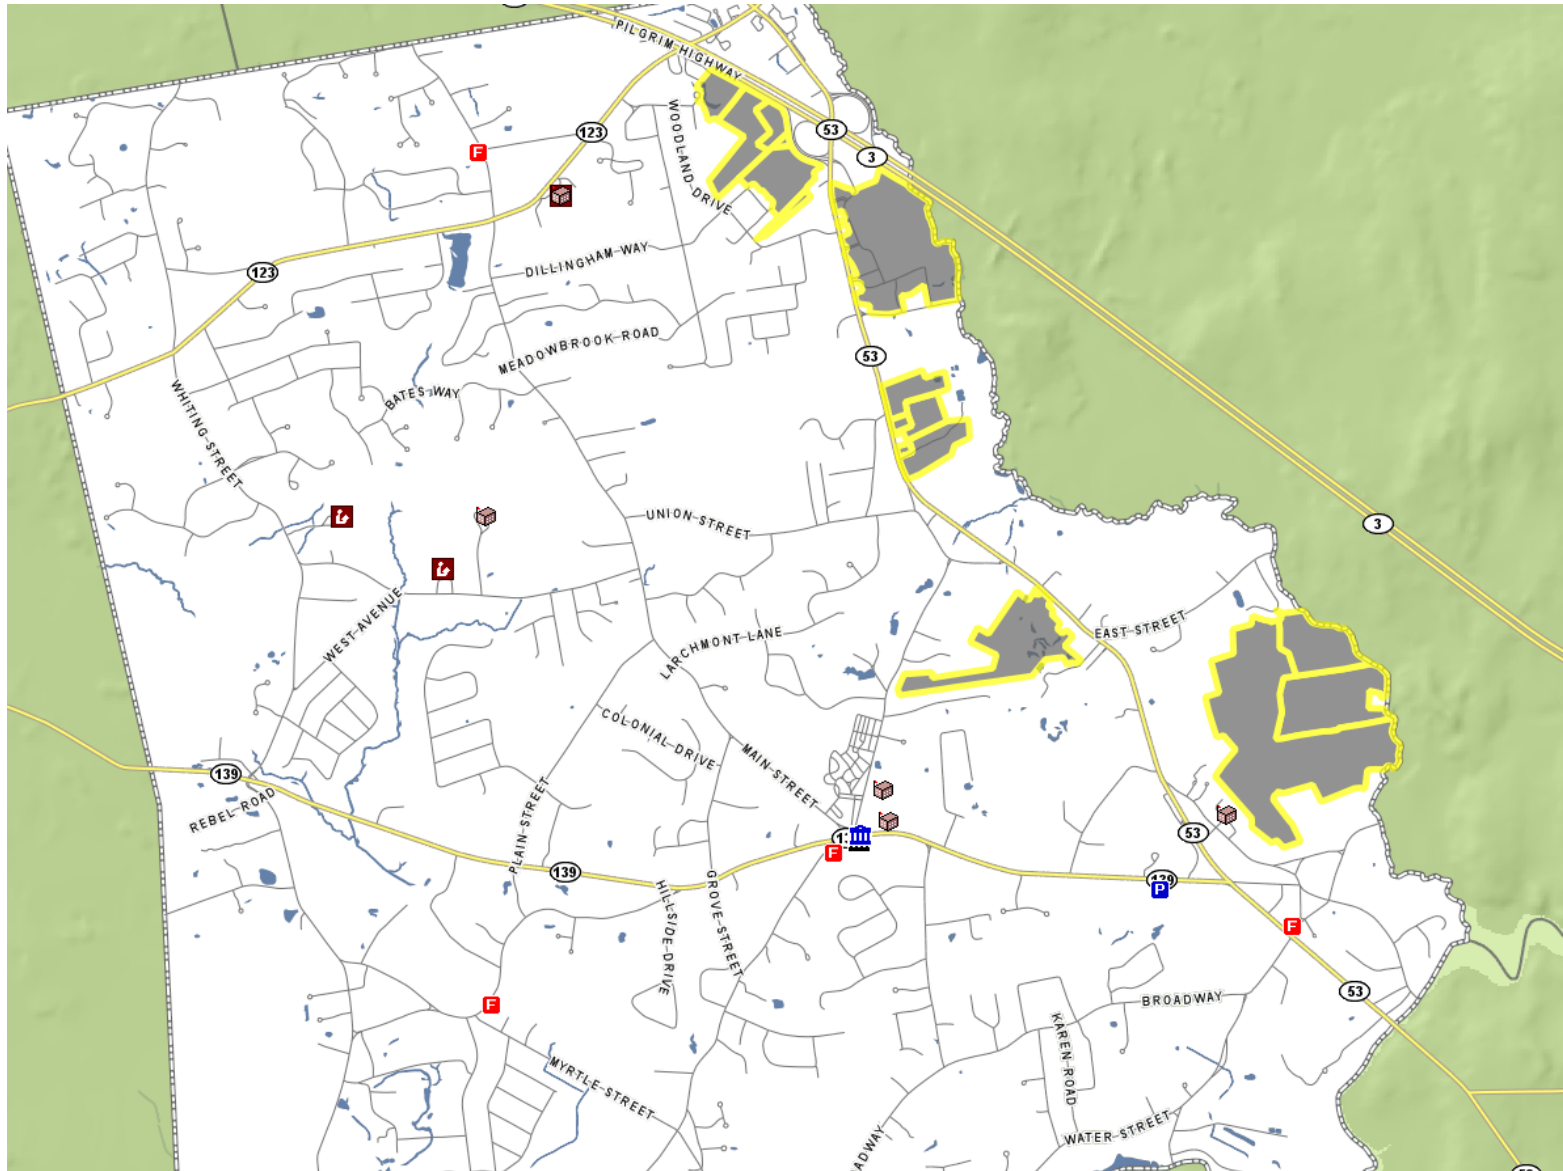 PILGRIM HIGHWAY
123
53
3
WOODLAND DRIVE
DILLINGHAM WAY
123
MEADOWBROOK ROAD
53
BATES WAY
WHITING STREET
UNION STREET
3
WEST AVENUE
LARCHMONT LANE
EAST STREET
COLONIAL DRIVE
MAIN STREET
139
REBEL ROAD
PLAIN STREET
53
139
HILLSIDE DRIVE
GROVE STREET
139
P
F
F
F
F
53
BROADWAY
KAREN ROAD
MYRTLE STREET
WATER STREET
ADWAY